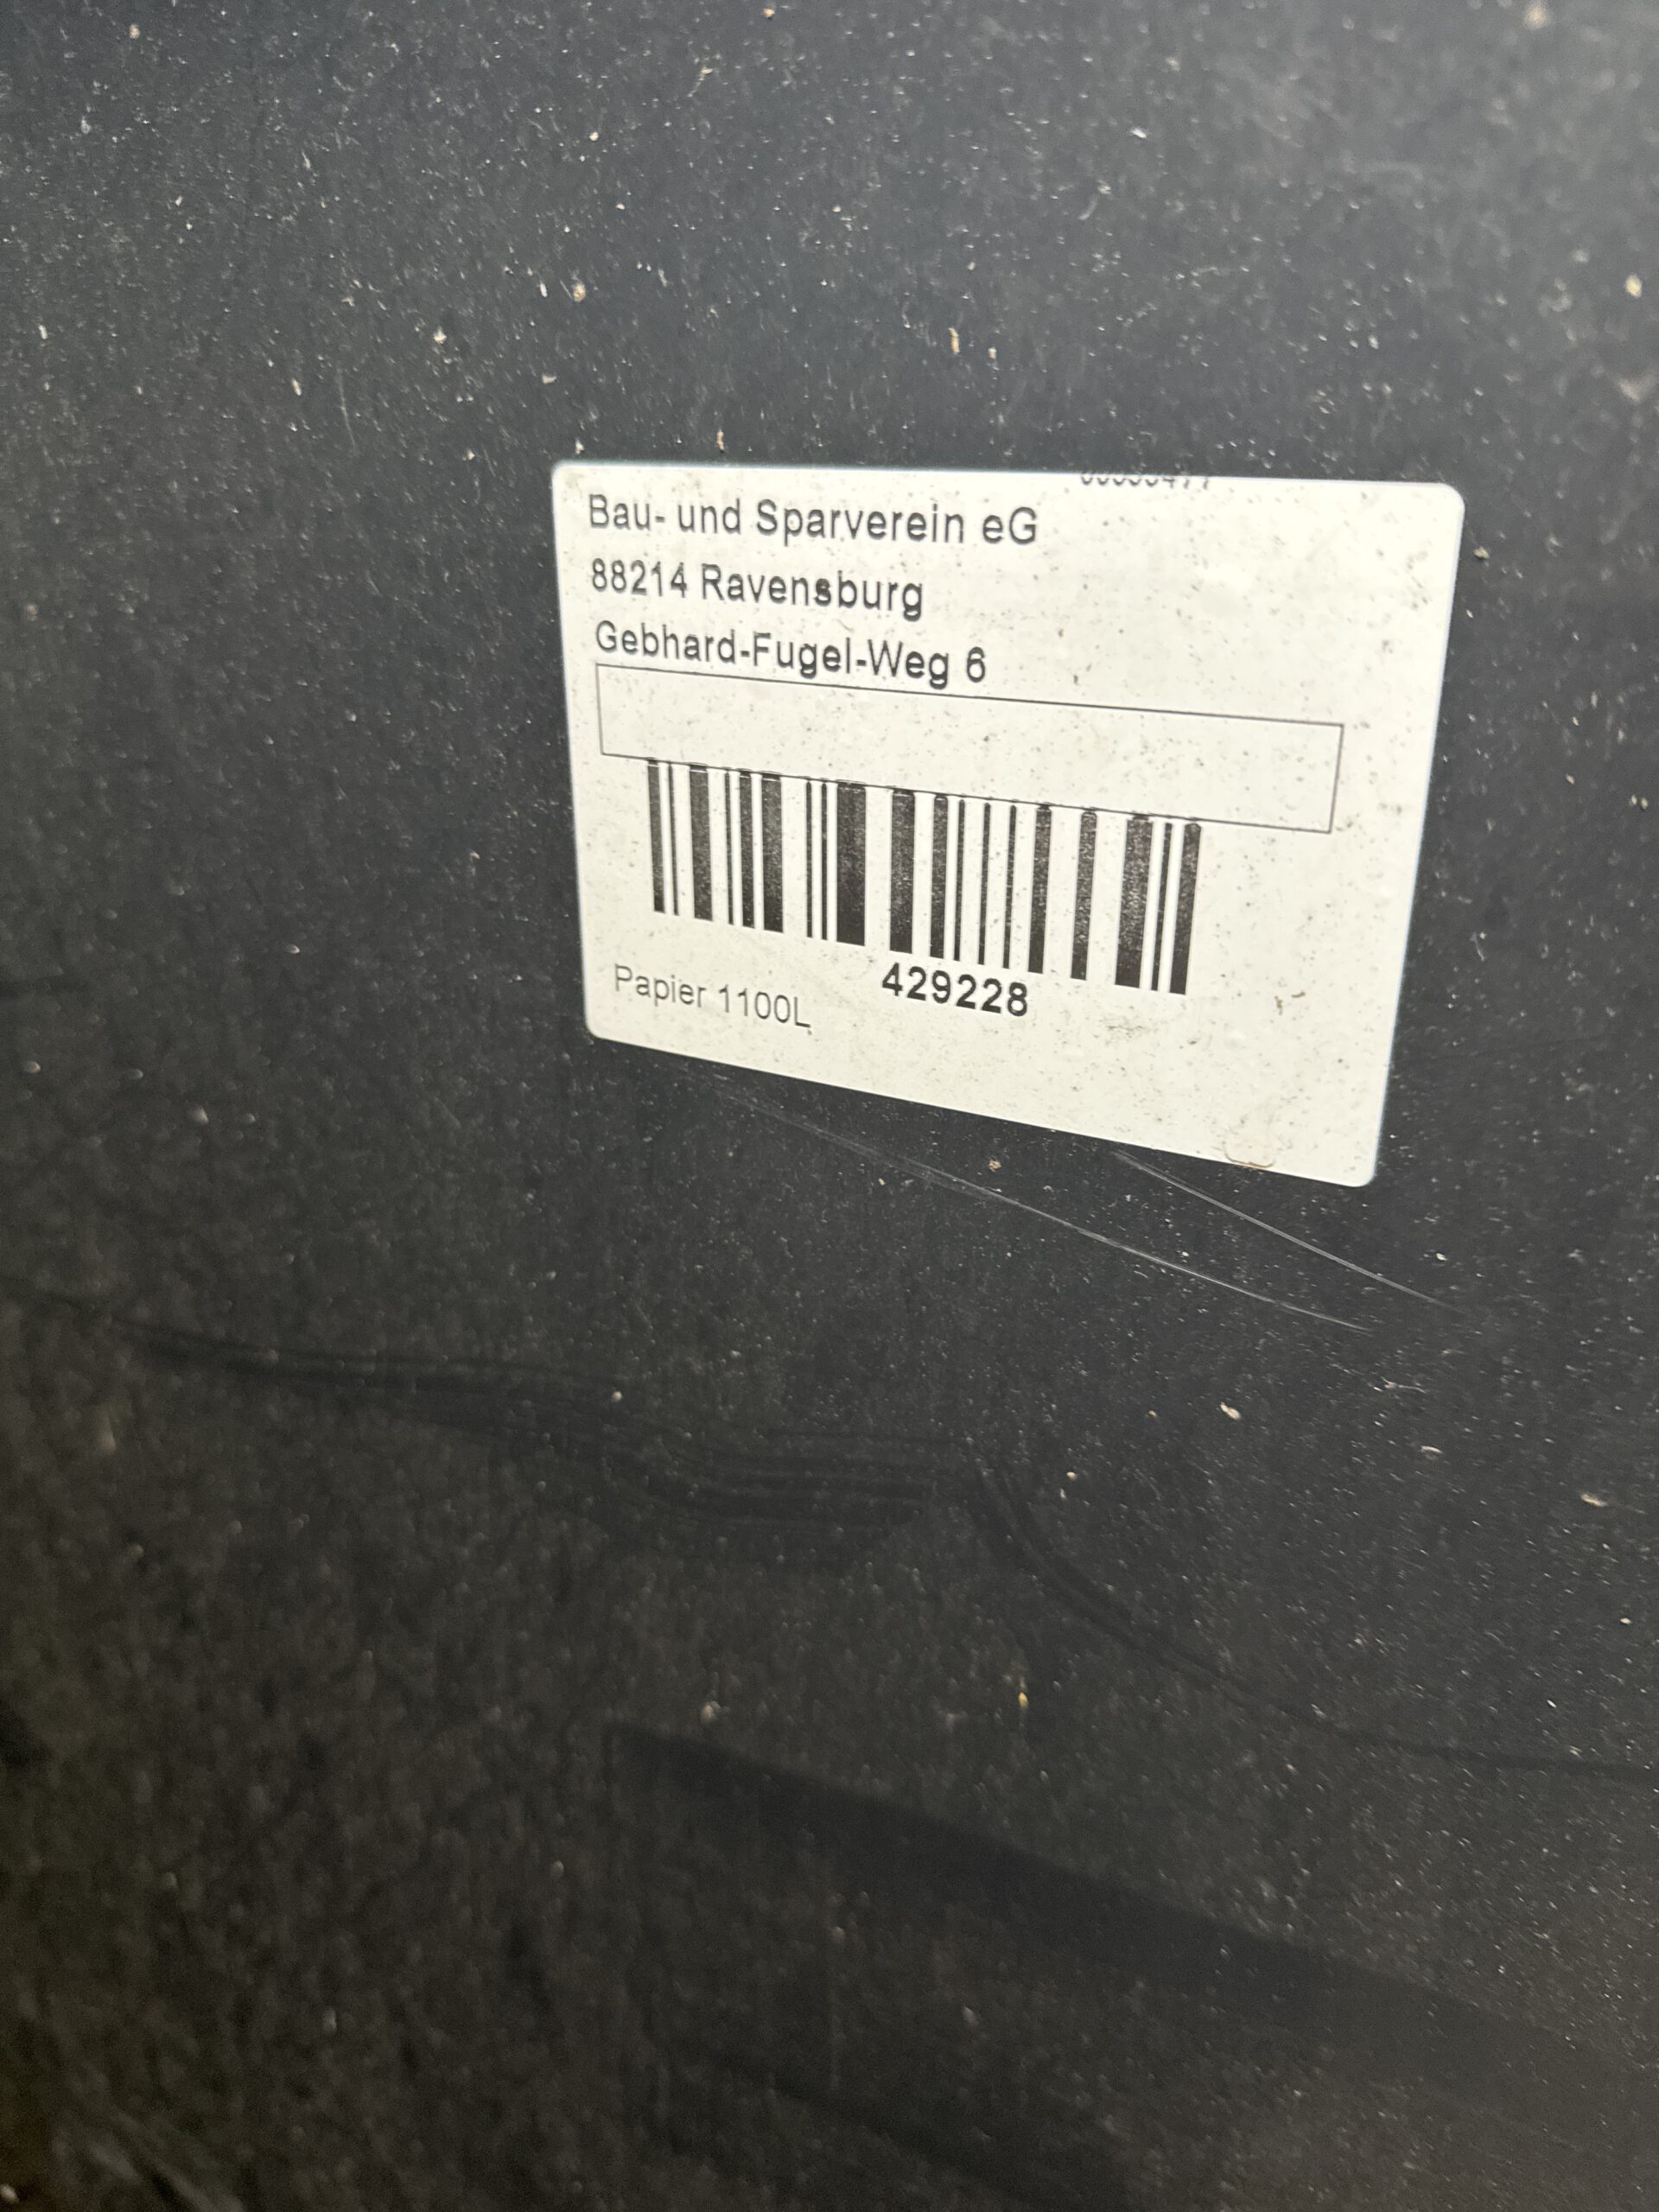 Bau- und Sparverein eG
88214 Ravensburg
Gebhard-Fugel-Weg 6
429228
Papier 1100L